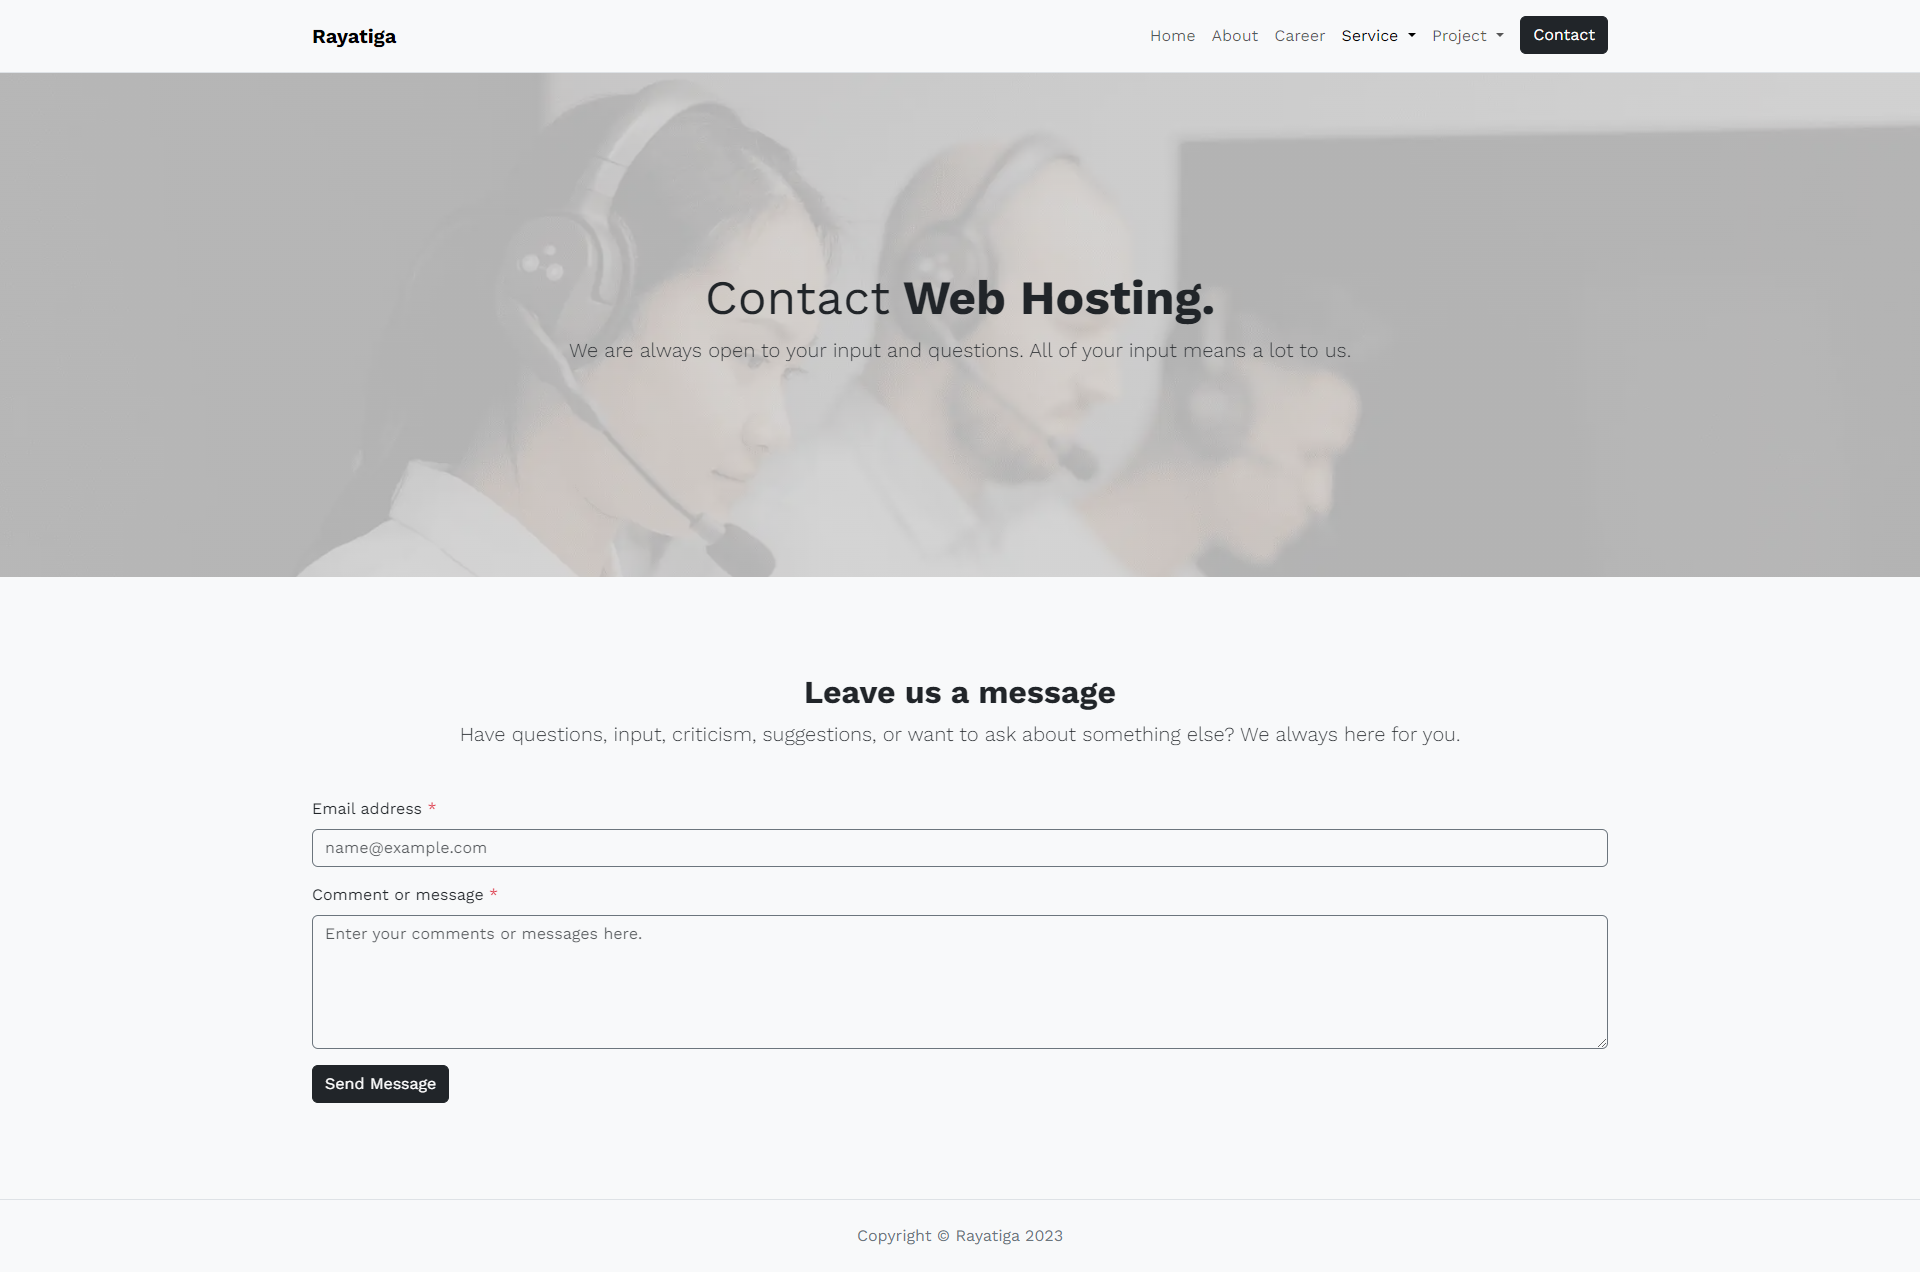 Rayatiga
Home About Career Service Project Contact
Contact Web Hosting.
We are always open to your input and questions. All of your input means a lot to us.
Leave us a message
Have questions, input, criticism, suggestions, or want to ask about something else? We always here for you.
Email address *
name@example.com
Comment or message *
Enter your comments or messages here.
Send Message
Copyright © Rayatiga 2023